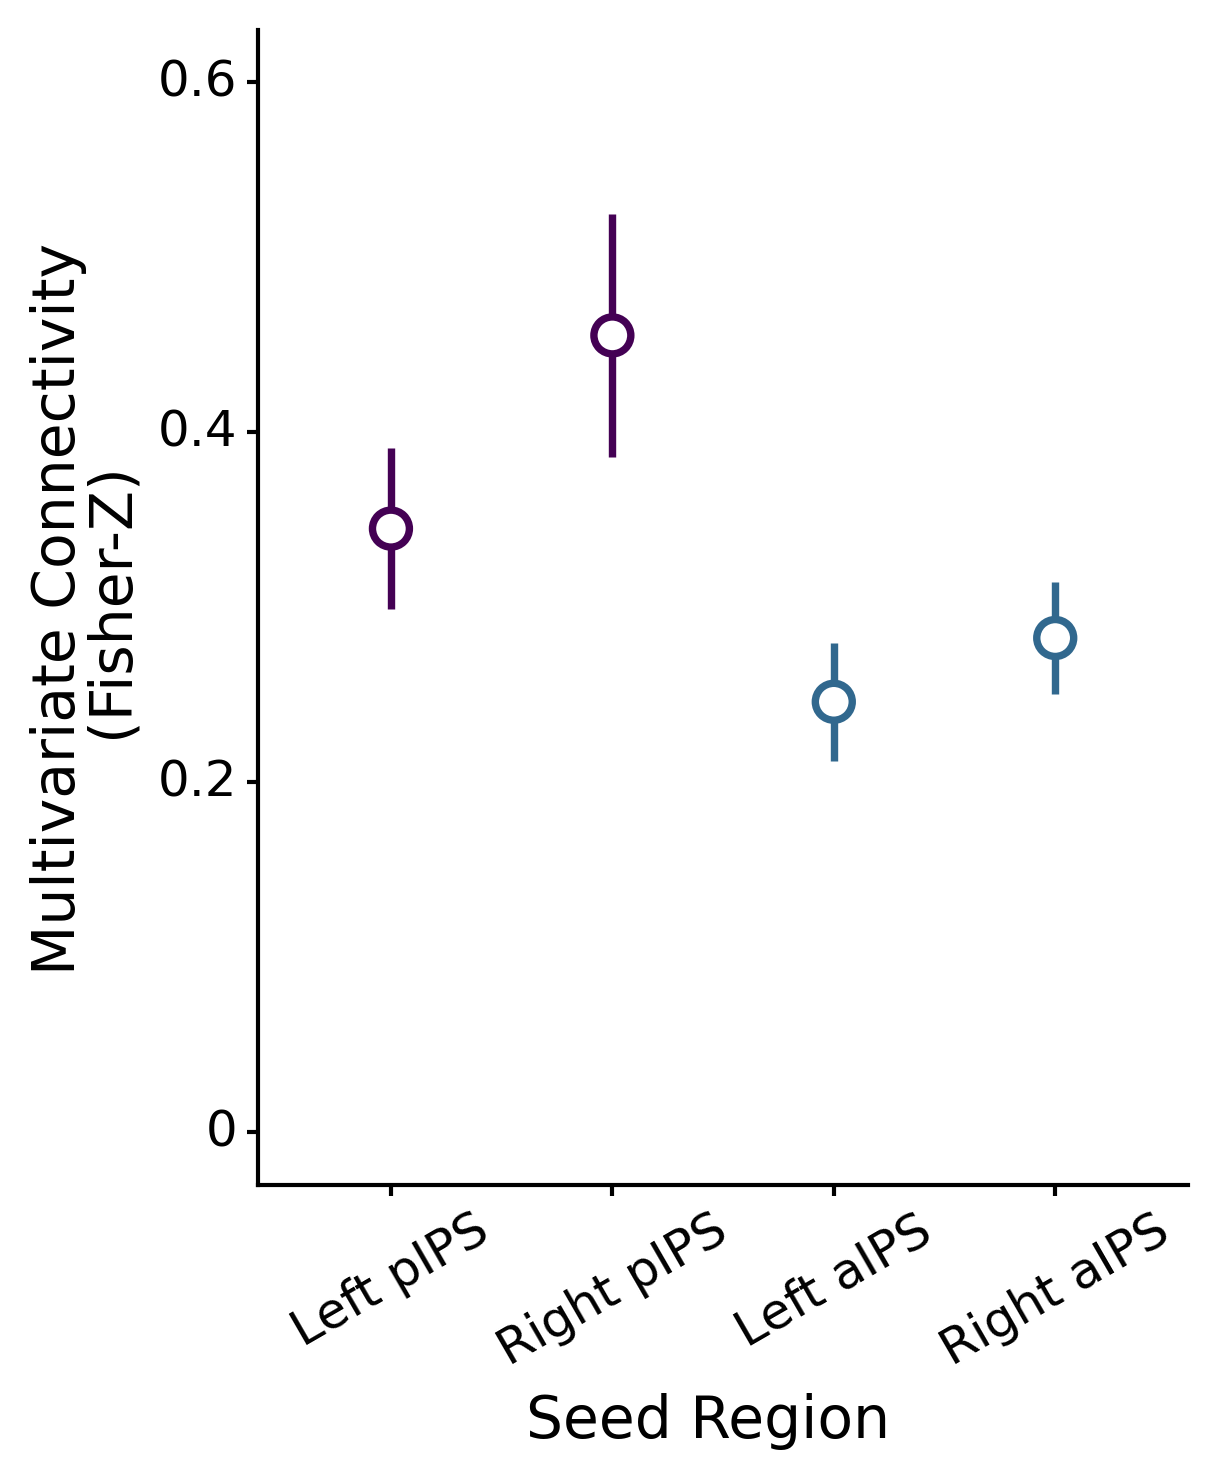 Multivariate Connectivity
(Fisher-Z)
0.6
0.4
0.2
0
Left pIPS
Right pIPS
Left aIPS
Right aIPS
Seed Region